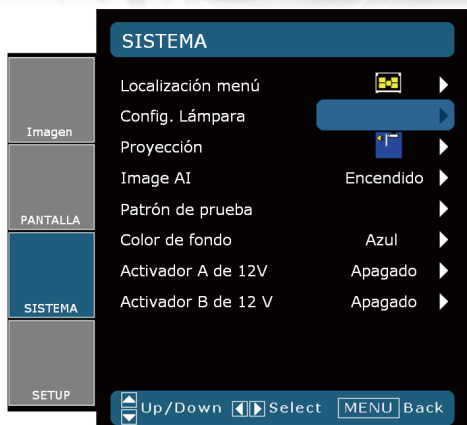 SISTEMA
Imagen
PANTALLA
SISTEMA
SETUP
Localización menú
Config. Lámpara
Proyección
Image AI Encendido
Patrón de prueba
Color de fondo Azul
Activador A de 12V Apagado
Activador B de 12 V Apagado
Up/Down Select MENU Back